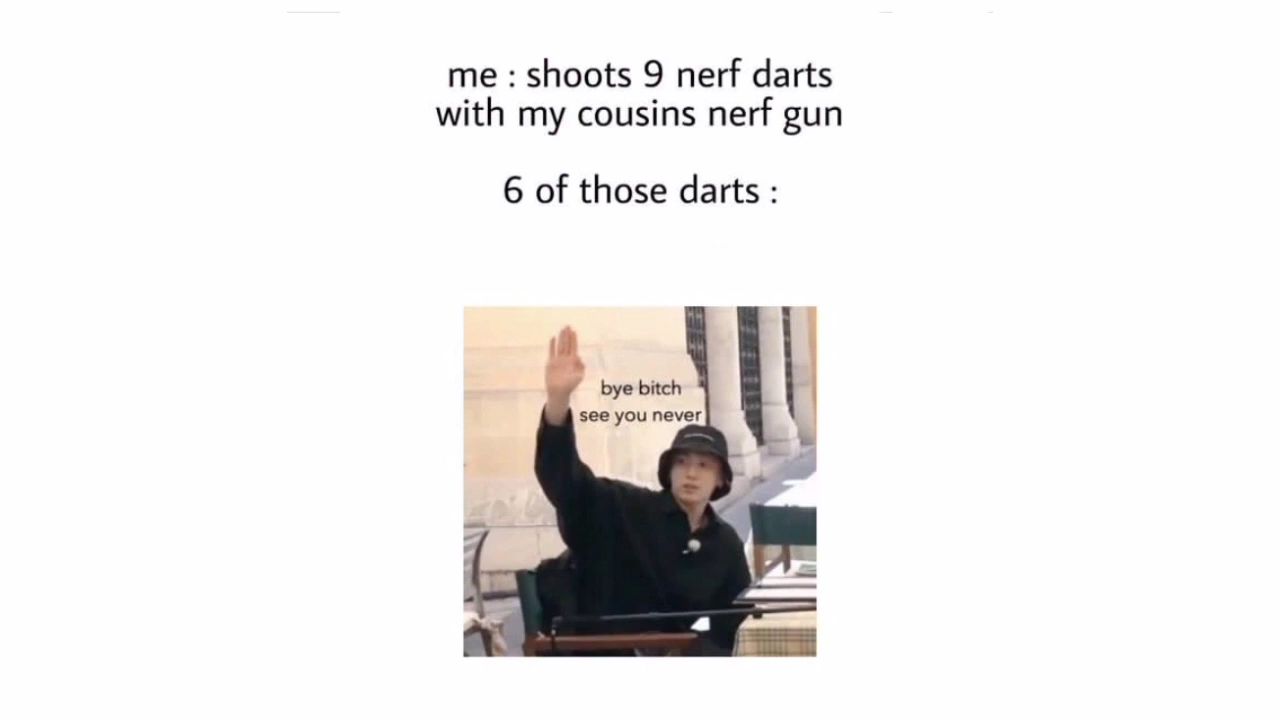 me : shoots 9 nerf darts
with my cousins nerf gun
6 of those darts :
bye bitch
see you never